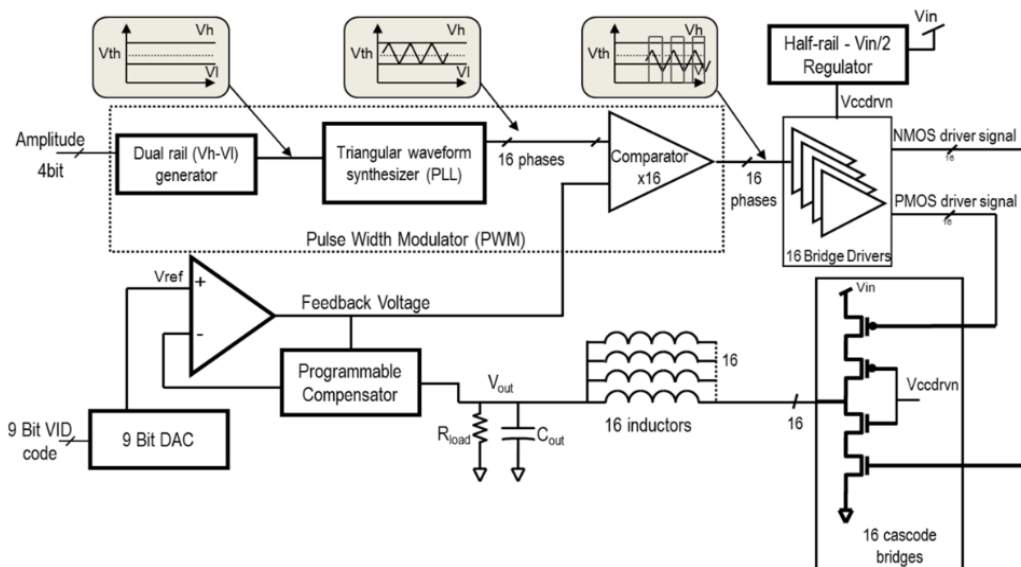 Vh
Vth
Vl
Vh
Vth
Vl
Vh
Vth
V
Vin
Half-rail - Vin/2
Regulator
Vccdrvn
Amplitude
4bit
Dual rail (Vh-Vl)
generator
Triangular waveform
synthesizer (PLL)
16 phases
Comparator
x16
16
phases
NMOS driver signal
16
PMOS driver signal
16
16 Bridge Drivers
Pulse Width Modulator (PWM)
Vref
+
-
Feedback Voltage
Programmable
Compensator
9 Bit VID
code
9 Bit DAC
Vout
Rload
Cout
16
16 inductors
16
Vin
Vccdrvn
16 cascode
bridges